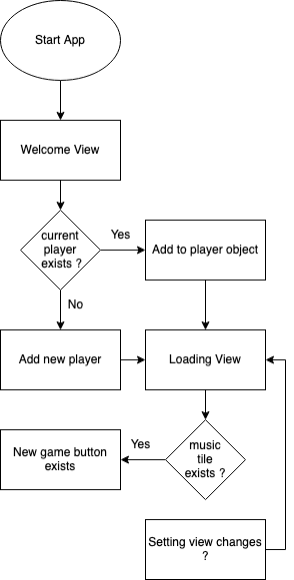 Start App
Welcome View
current
player
exists ?
Yes
Add to player object
No
Add new player
Loading View
music
tile
exists ?
Yes
New game button
exists
Setting view changes
?